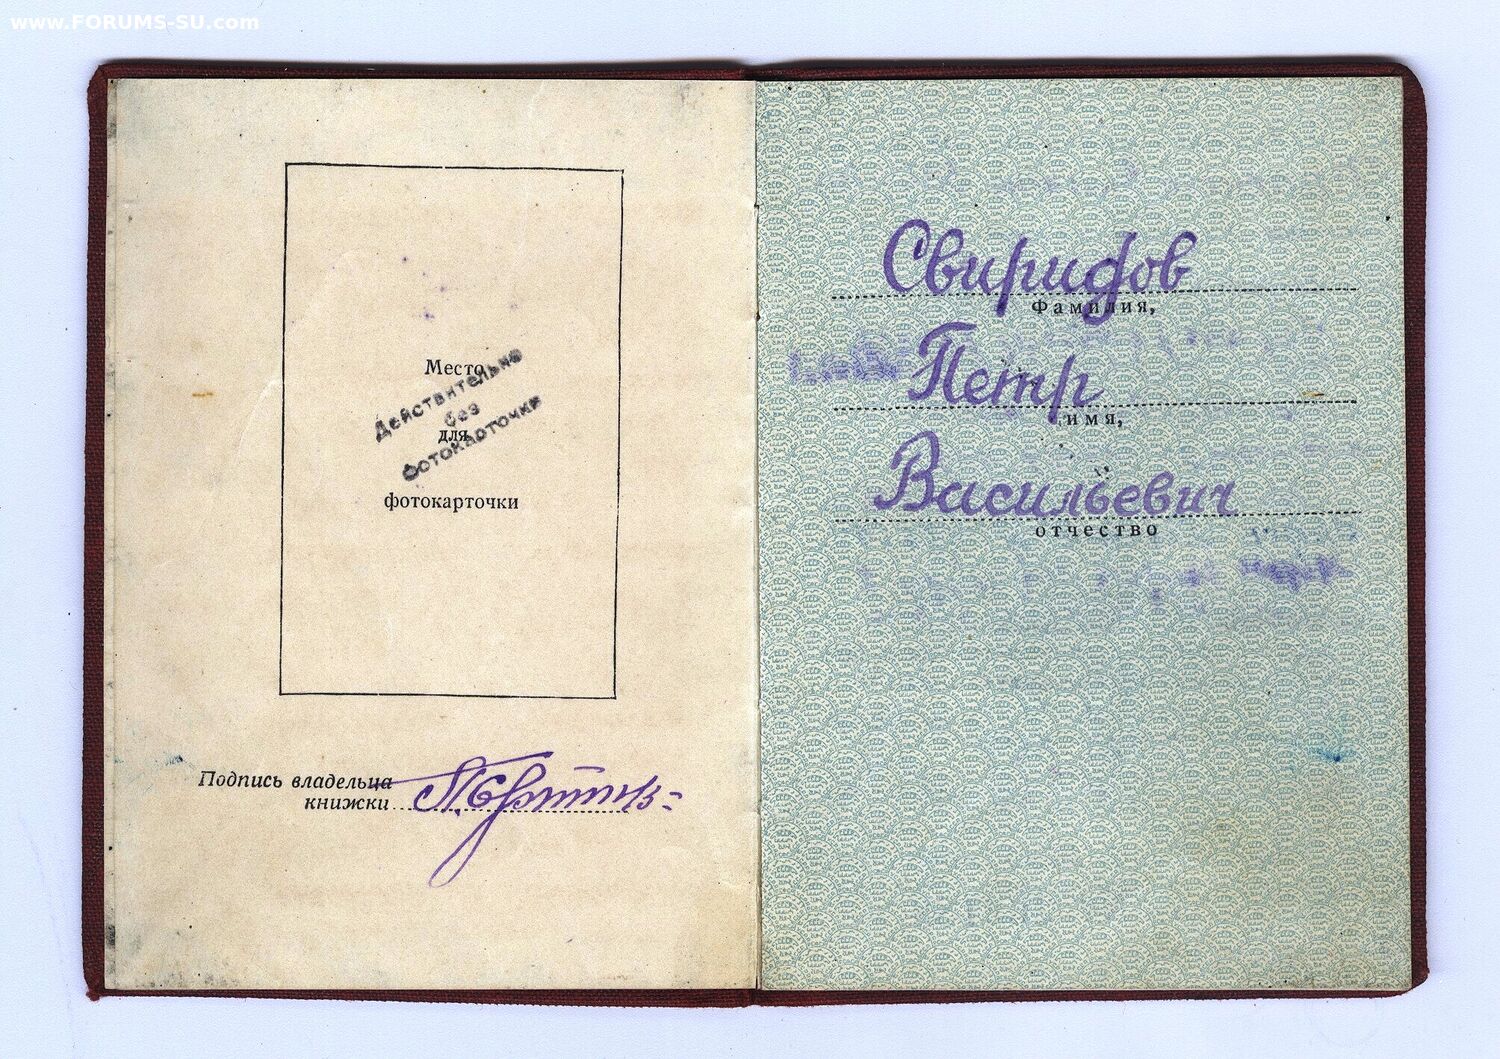 www.FORUMS-SU.com
Место
Действительно
без
для
фотокарточки
фотокарточки
Подпись владельца
книжки
Свиридов
Фамилия,
Петр
имя,
Васильевич
отчество